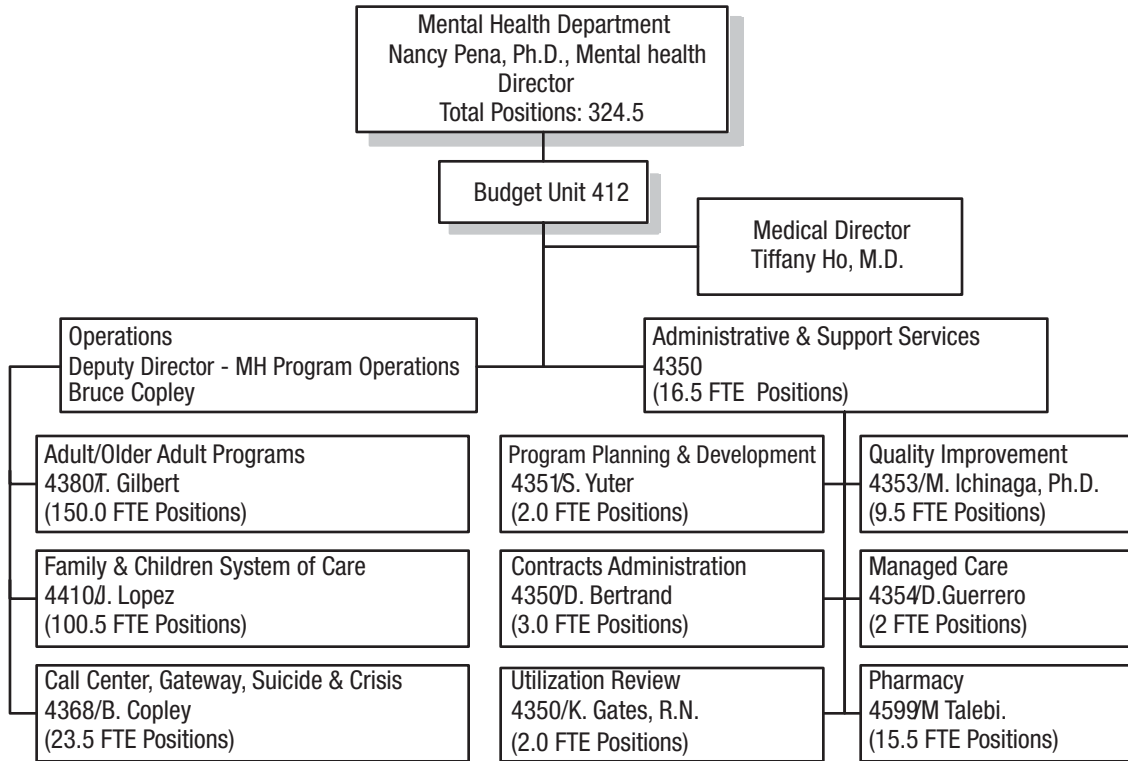 Mental Health Department
Nancy Pena, Ph.D., Mental health
Director
Total Positions: 324.5
Budget Unit 412
Medical Director
Tiffany Ho, M.D.
Operations
Deputy Director - MH Program Operations
Bruce Copley
Administrative & Support Services
4350
(16.5 FTE Positions)
Adult/Older Adult Programs
4380/T. Gilbert
(150.0 FTE Positions)
Program Planning & Development
4351/S. Yuter
(2.0 FTE Positions)
Quality Improvement
4353/M. Ichinaga, Ph.D.
(9.5 FTE Positions)
Family & Children System of Care
4410/J. Lopez
(100.5 FTE Positions)
Contracts Administration
4350/D. Bertrand
(3.0 FTE Positions)
Managed Care
4354/D.Guerrero
(2 FTE Positions)
Call Center, Gateway, Suicide & Crisis
4368/B. Copley
(23.5 FTE Positions)
Utilization Review
4350/K. Gates, R.N.
(2.0 FTE Positions)
Pharmacy
4599/M Talebi.
(15.5 FTE Positions)